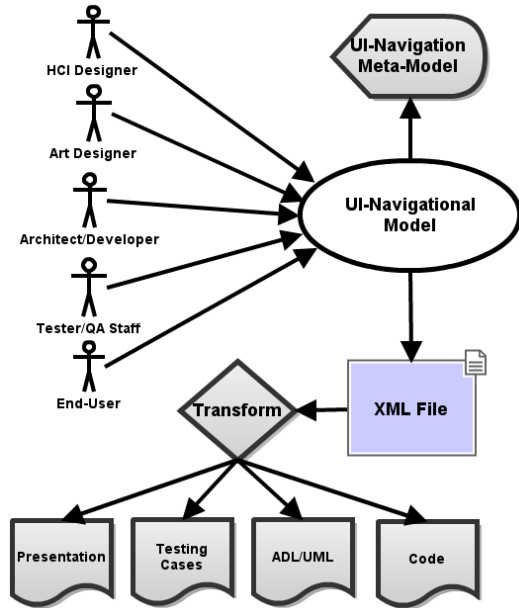 HCI Designer
Art Designer
Architect/Developer
Tester/QA Staff
End-User
UI-Navigation
Meta-Model
UI-Navigational
Model
XML File
Transform
Presentation
Testing
Cases
ADL/UML
Code